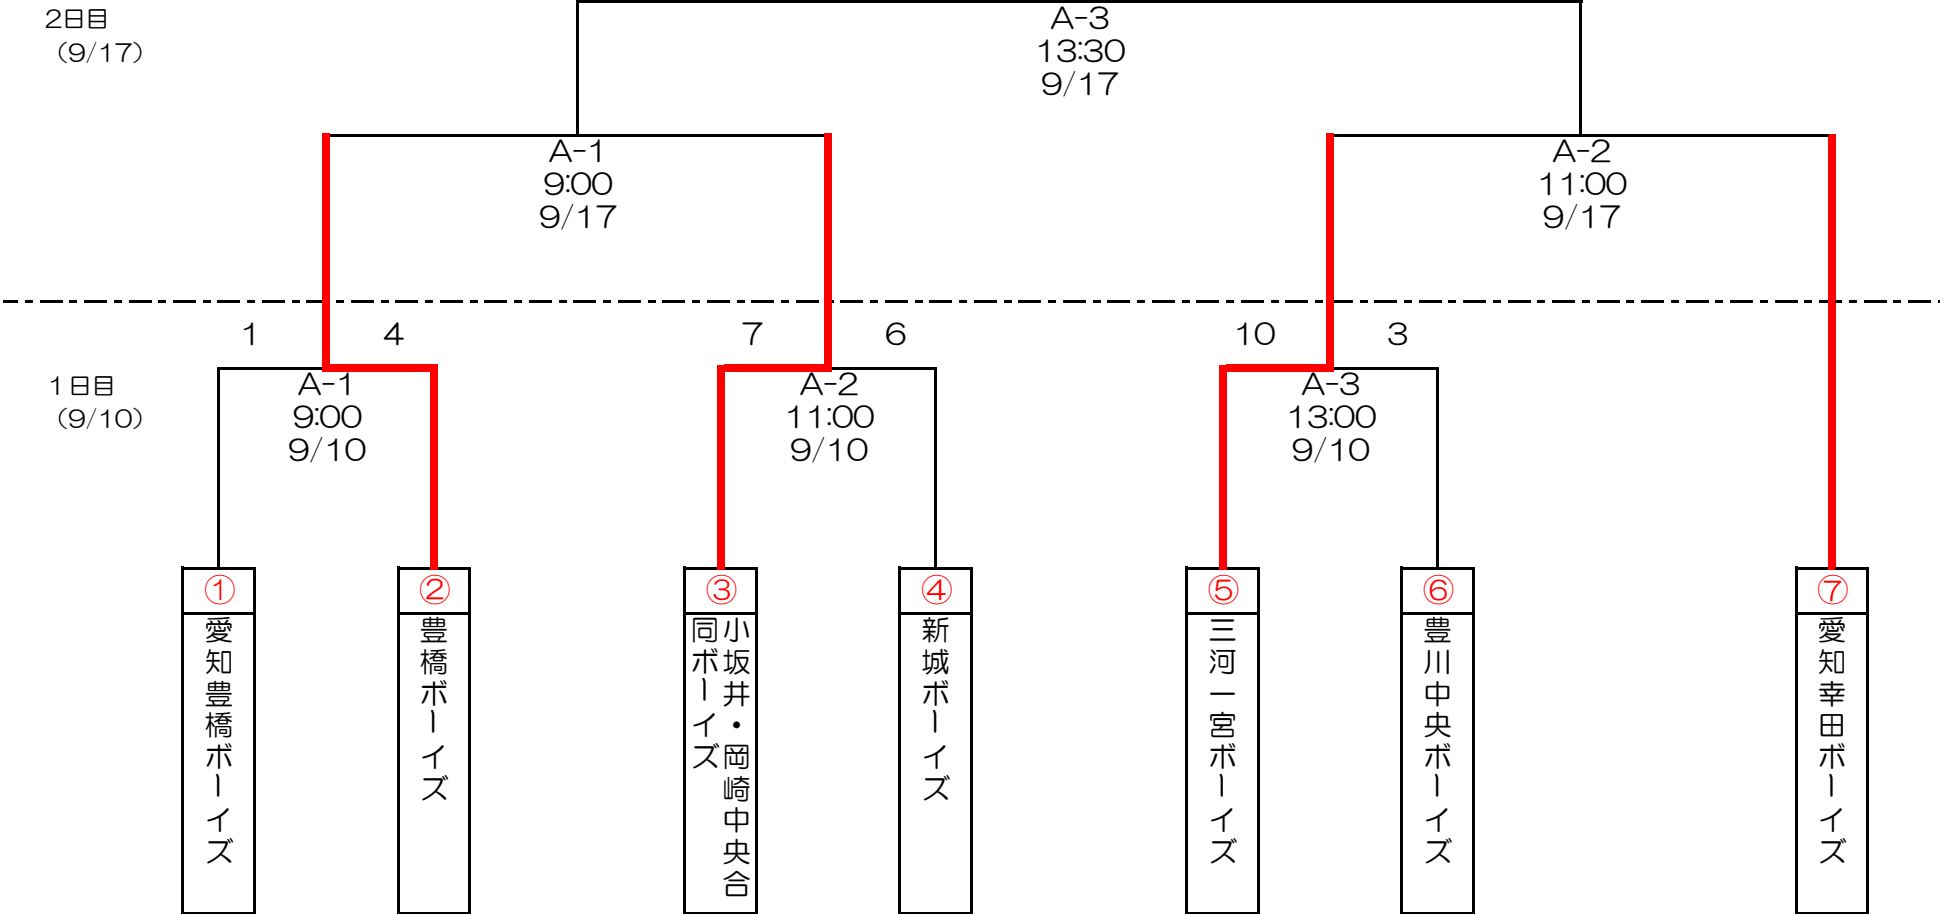 2日目
（9/17）
A-3
13:30
9/17
A-1
9:00
9/17
A-2
11:00
9/17
1
4
7
6
10
3
1日目
（9/10）
A-1
9:00
9/10
A-2
11:00
9/10
A-3
13:00
9/10
①
愛知豊橋ボーイズ
②
豊橋ボーイズ
③
小坂井・岡崎中央合
同ボーイズ
④
新城ボーイズ
⑤
三河一宮ボーイズ
⑥
豊川中央ボーイズ
⑦
愛知幸田ボーイズ